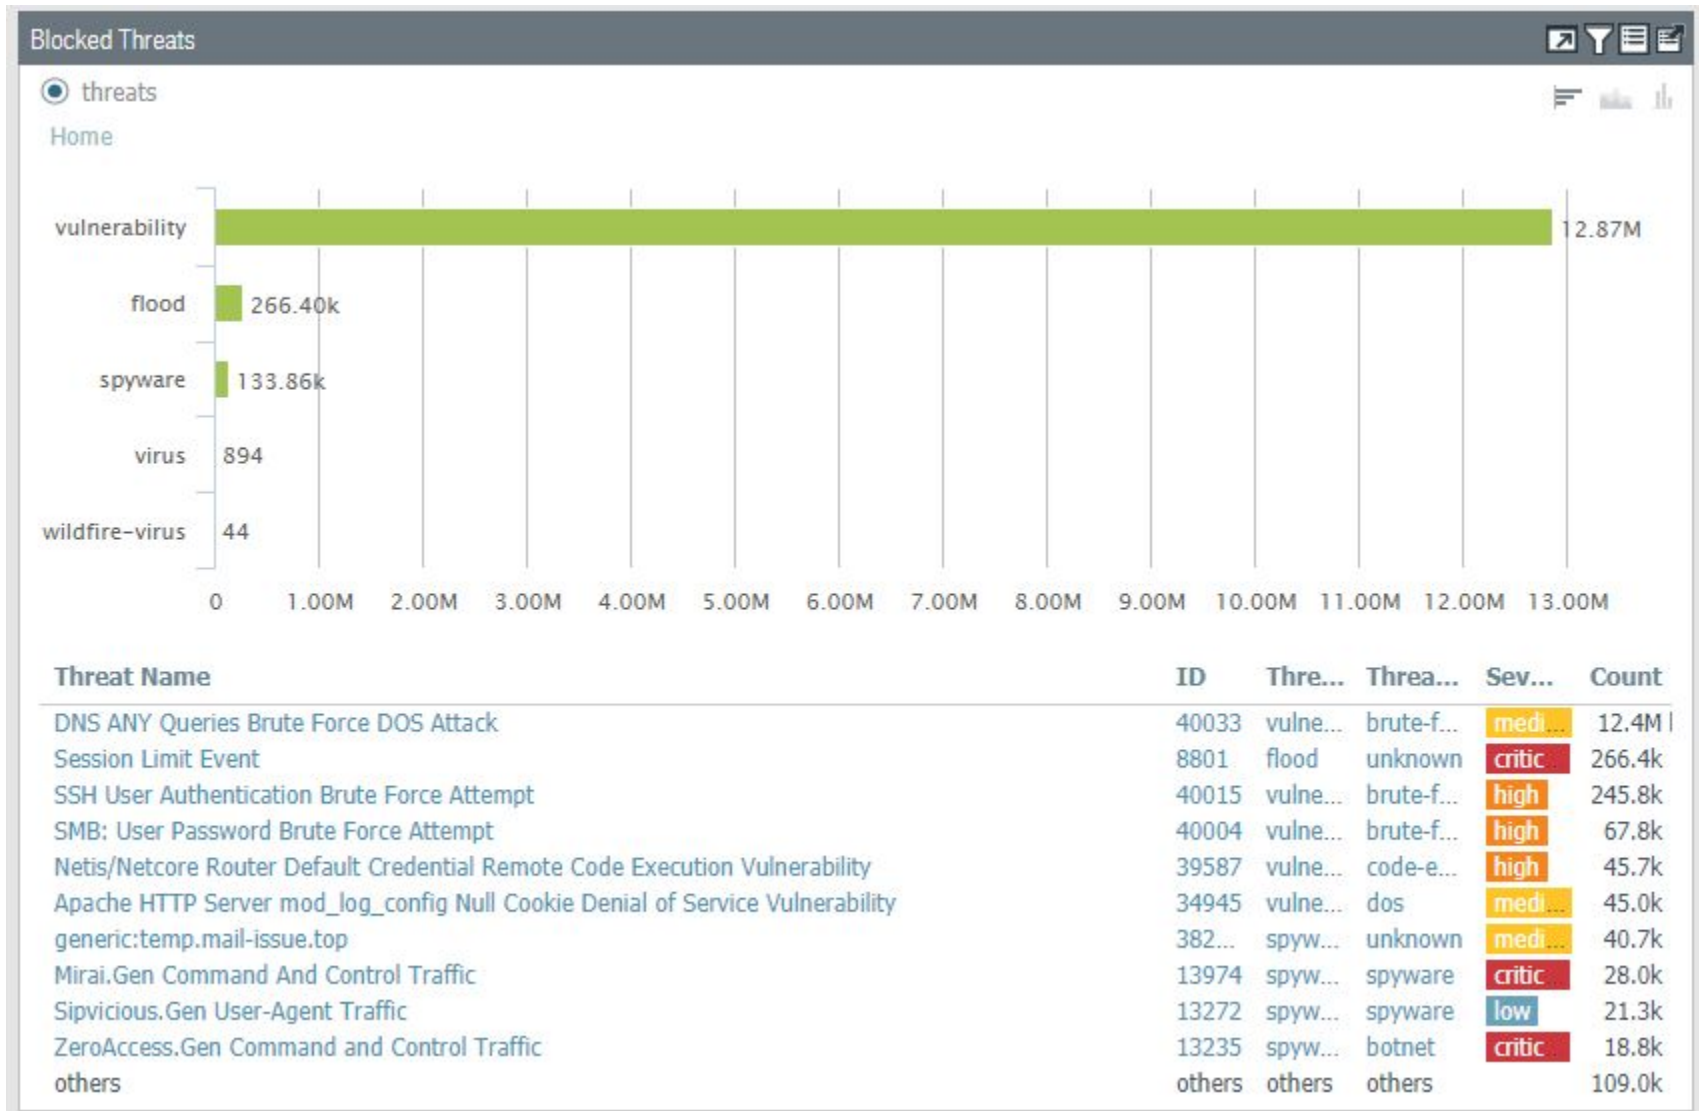 Blocked Threats
threats
Home
vulnerability 12.87M
flood 266.40k
spyware 133.86k
virus 894
wildfire-virus 44
0 1.00M 2.00M 3.00M 4.00M 5.00M 6.00M 7.00M 8.00M 9.00M 10.00M 11.00M 12.00M 13.00M
Threat Name ID Thre... Threa... Sev... Count
DNS ANY Queries Brute Force DOS Attack 40033 vulne... brute-f... medi... 12.4M
Session Limit Event 8801 flood unknown critic 266.4k
SSH User Authentication Brute Force Attempt 40015 vulne... brute-f... high 245.8k
SMB: User Password Brute Force Attempt 40004 vulne... brute-f... high 67.8k
Netis/Netcore Router Default Credential Remote Code Execution Vulnerability 39587 vulne... code-e... high 45.7k
Apache HTTP Server mod_log_config Null Cookie Denial of Service Vulnerability 34945 vulne... dos medi... 45.0k
generic:temp.mail-issue.top 382... spyw... unknown medi... 40.7k
Mirai.Gen Command And Control Traffic 13974 spyw... spyware critic 28.0k
Sipvicious.Gen User-Agent Traffic 13272 spyw... spyware low 21.3k
ZeroAccess.Gen Command and Control Traffic 13235 spyw... botnet critic 18.8k
others others others others 109.0k